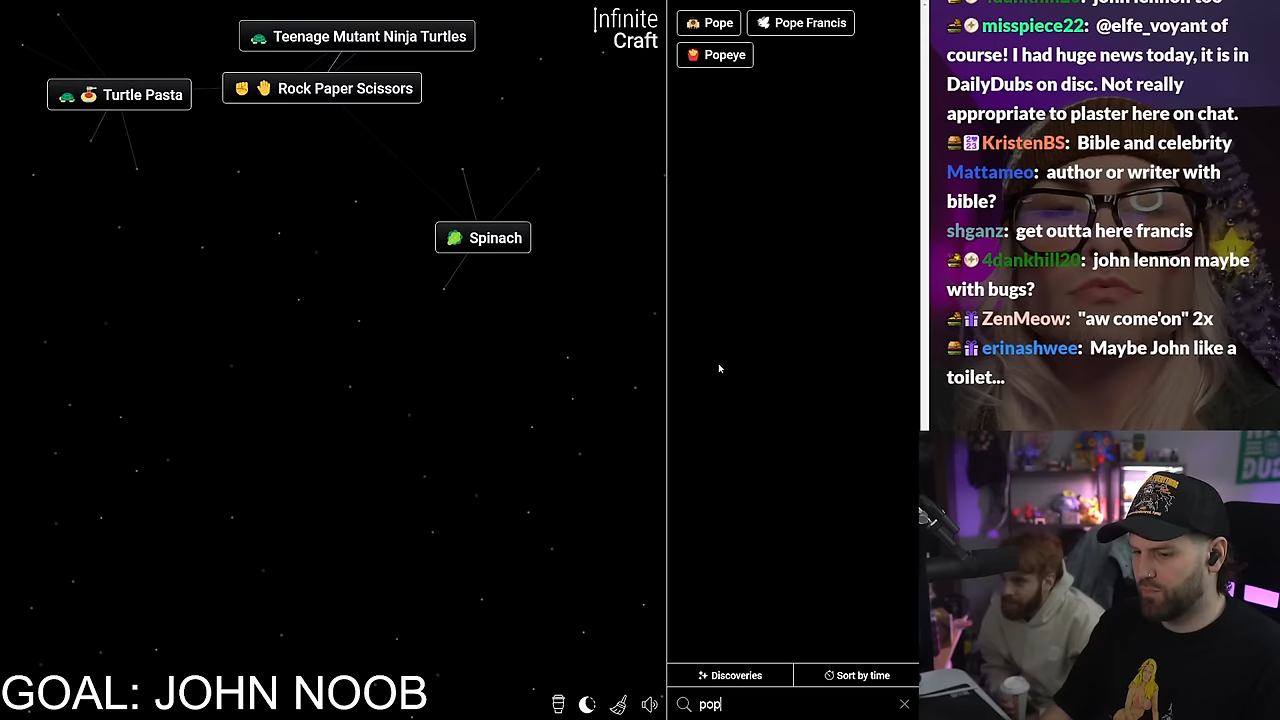 Teenage Mutant Ninja Turtles
Turtle Pasta
Rock Paper Scissors
Spinach
Infinite
Craft
Pope
Pope Francis
Popeye
Discoveries
Sort by time
pop
GOAL: JOHN NOOB
misspiece22: @elfe_voyant of
course! I had huge news today, it is in
DailyDubs on disc. Not really
appropriate to plaster here on chat.
KristenBS: Bible and celebrity
Mattameo: author or writer with
bible?
shganz: get outta here francis
4dankhill20: john lennon maybe
with bugs?
ZenMeow: "aw come'on" 2x
erinashwee: Maybe John like a
toilet...